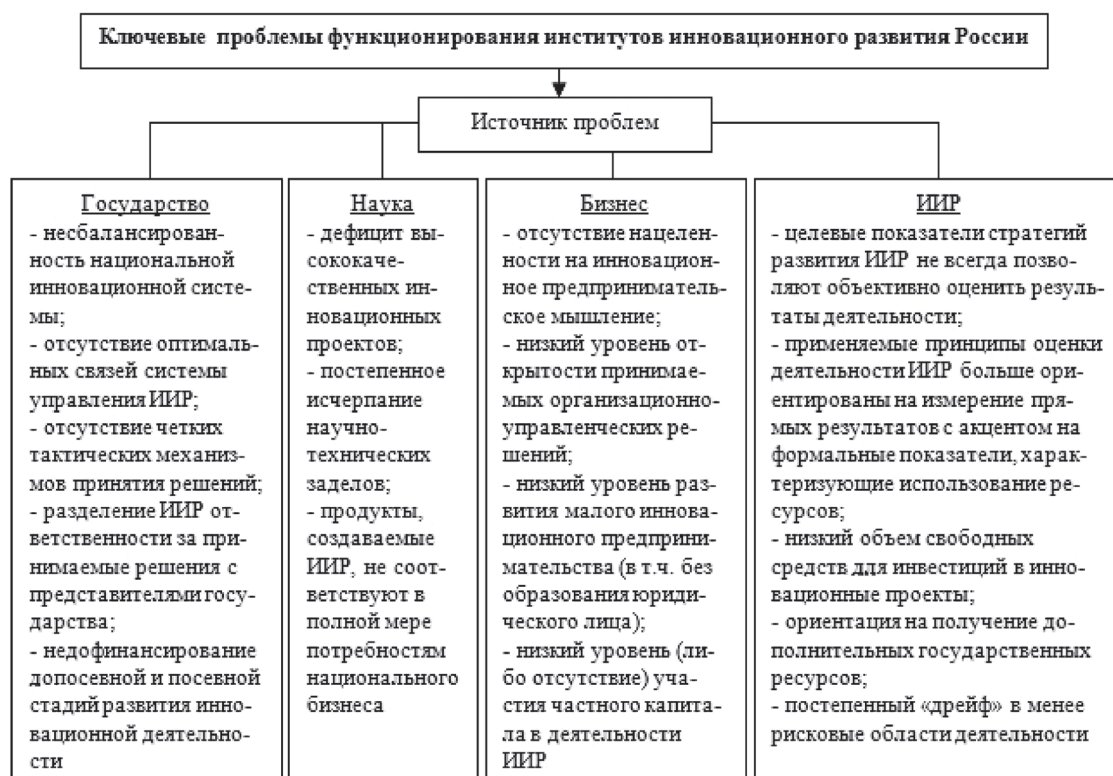 Ключевые проблемы функционирования институтов инновационного развития России
Источник проблем
Государство
- несбалансирован-
ность национальной
инновационной систе-
мы;
- отсутствие оптималь-
ных связей системы
управления ИИР;
- отсутствие четких
тактических механиз-
мов принятия решений;
- разделение ИИР от-
ветственности за при-
нимаемые решения с
представителями госу-
дарства;
- недофинансирование
допосевной и посевной
стадий развития инно-
вационной деятельно-
сти
Наука
- дефицит вы-
сококаче-
ственных ин-
новационных
проектов;
- постепенное
исчерпание
научно-
технических
заделов;
- продукты,
создаваемые
ИИР, не соот-
ветствуют в
полной мере
потребностям
национального
бизнеса
Бизнес
- отсутствие нацелен-
ности на инновацион-
ное предприниматель-
ское мышление;
- низкий уровень от-
крытости принимае-
мых организационно-
управленческих ре-
шений;
- низкий уровень раз-
вития малого иннова-
ционного предприни-
мательства (в т.ч. без
образования юриди-
ческого лица);
- низкий уровень (ли-
бо отсутствие) уча-
стия частного капита-
ла в деятельности
ИИР
ИИР
- целевые показатели стратегий
развития ИИР не всегда позво-
ляют объективно оценить резуль-
таты деятельности;
- применяемые принципы оценки
деятельности ИИР больше ори-
ентированы на измерение пря-
мых результатов с акцентом на
формальные показатели, харак-
теризующие использование ре-
сурсов;
- низкий объем свободных
средств для инвестиций в инно-
вационные проекты;
- ориентация на получение до-
полнительных государственных
ресурсов;
- постепенный «дрейф» в менее
рисковые области деятельности